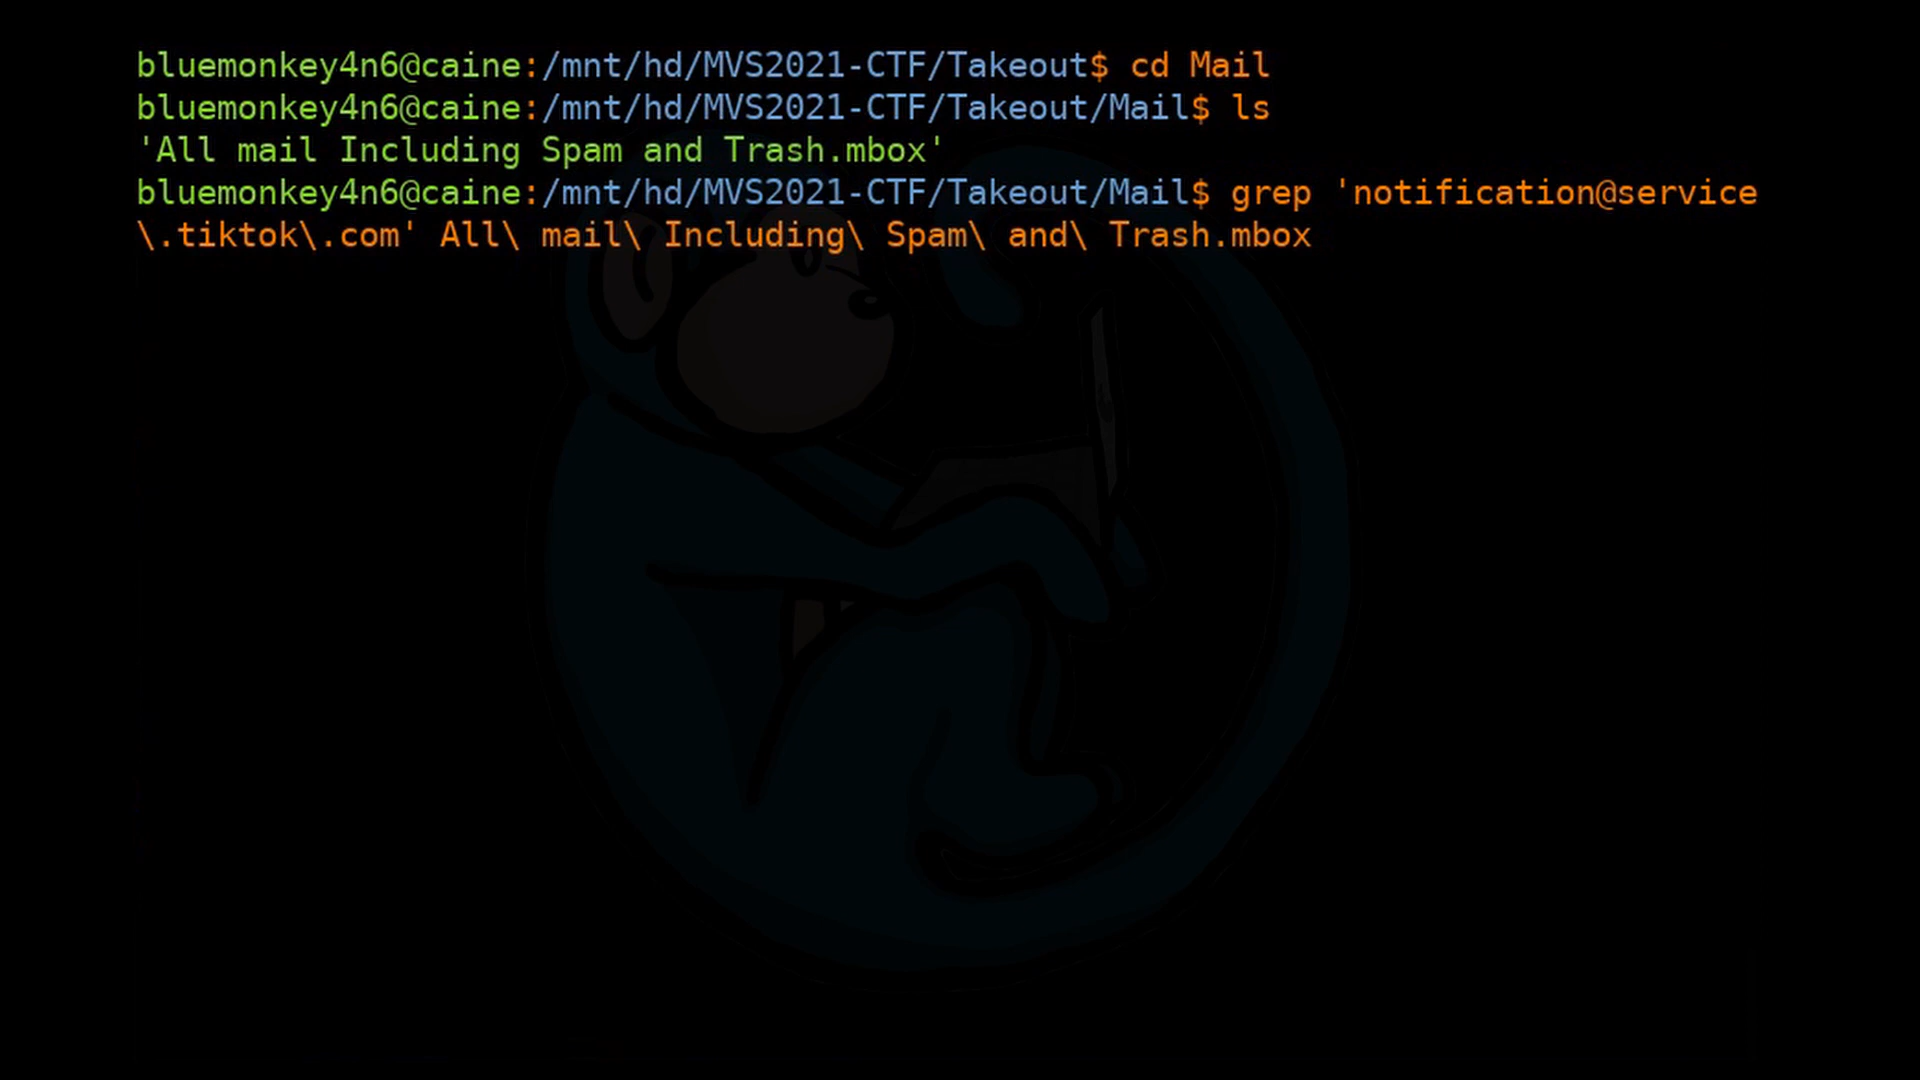 bluemonkey4n6@caine:/mnt/hd/MVS2021-CTF/Takeout$ cd Mail
bluemonkey4n6@caine:/mnt/hd/MVS2021-CTF/Takeout/Mail$ ls
'All mail Including Spam and Trash.mbox'
bluemonkey4n6@caine:/mnt/hd/MVS2021-CTF/Takeout/Mail$ grep 'notification@service
\.tiktok\.com' All\ mail\ Including\ Spam\ and\ Trash.mbox